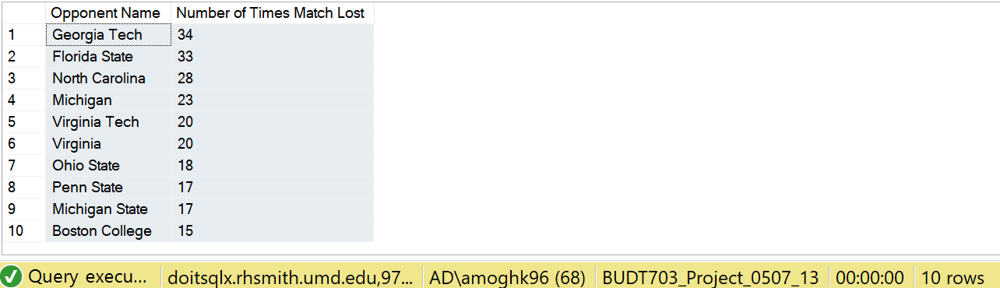 Opponent Name Number of Times Match Lost
1 Georgia Tech 34
2 Florida State 33
3 North Carolina 28
4 Michigan 23
5 Virginia Tech 20
6 Virginia 20
7 Ohio State 18
8 Penn State 17
9 Michigan State 17
10 Boston College 15
Query execu... doitsqlx.rhsmith.umd.edu,97... AD\amoghk96 (68) BUDT703_Project_0507_13 00:00:00 10 rows